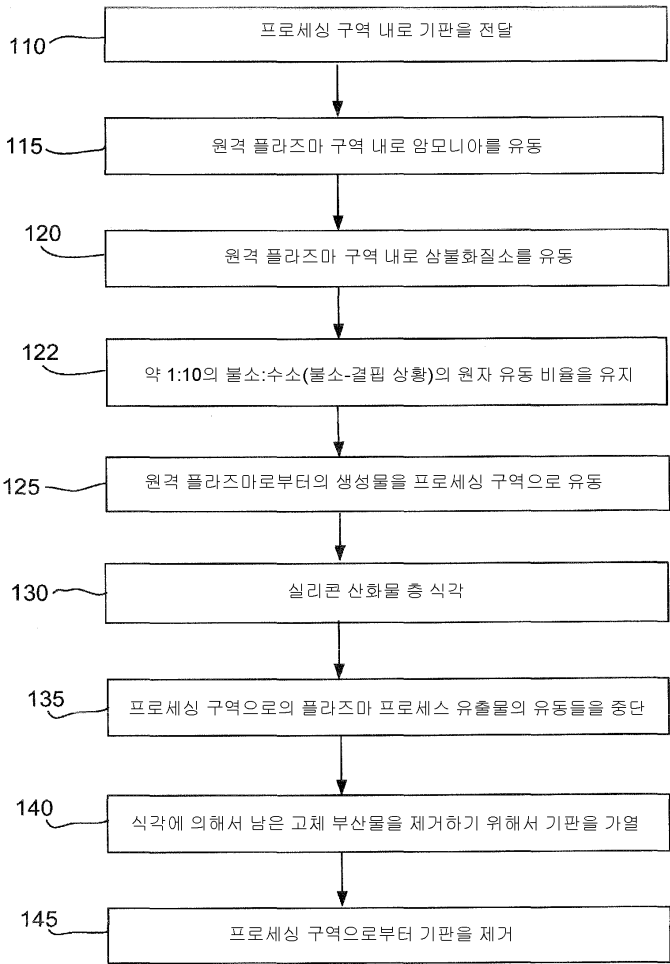 110 프로세싱 구역 내로 기판을 전달
115 원격 플라즈마 구역 내로 암모니아를 유동
120 원격 플라즈마 구역 내로 삼불화질소를 유동
122 약 1:10의 불소:수소(불소-결핍 상황)의 원자 유동 비율을 유지
125 원격 플라즈마로부터의 생성물을 프로세싱 구역으로 유동
130 실리콘 산화물 층 식각
135 프로세싱 구역으로의 플라즈마 프로세스 유출물의 유동들을 중단
140 식각에 의해서 남은 고체 부산물을 제거하기 위해서 기판을 가열
145 프로세싱 구역으로부터 기판을 제거